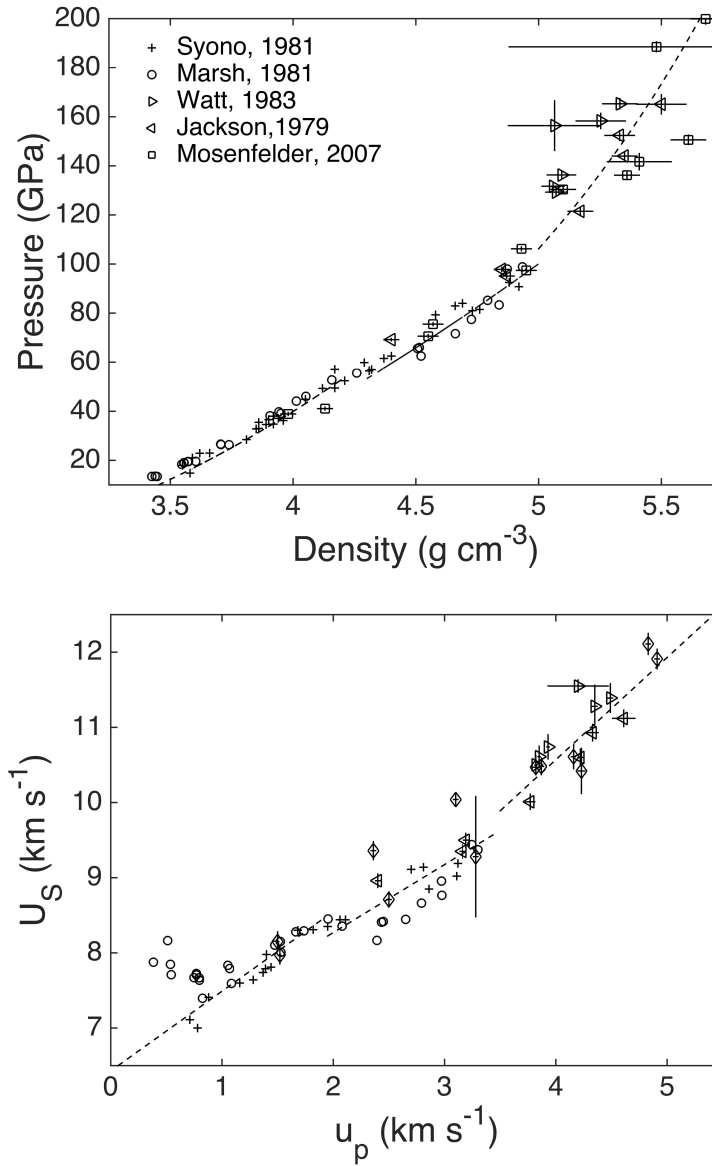 200
180
160
140
120
100
80
60
40
20
Pressure (GPa)
Syono, 1981
Marsh, 1981
Watt, 1983
Jackson,1979
Mosenfelder, 2007
3.5 4 4.5 5 5.5
Density (g cm⁻³)
12
11
10
9
8
7
U_S (km s⁻¹)
0 1 2 3 4 5
u_p (km s⁻¹)